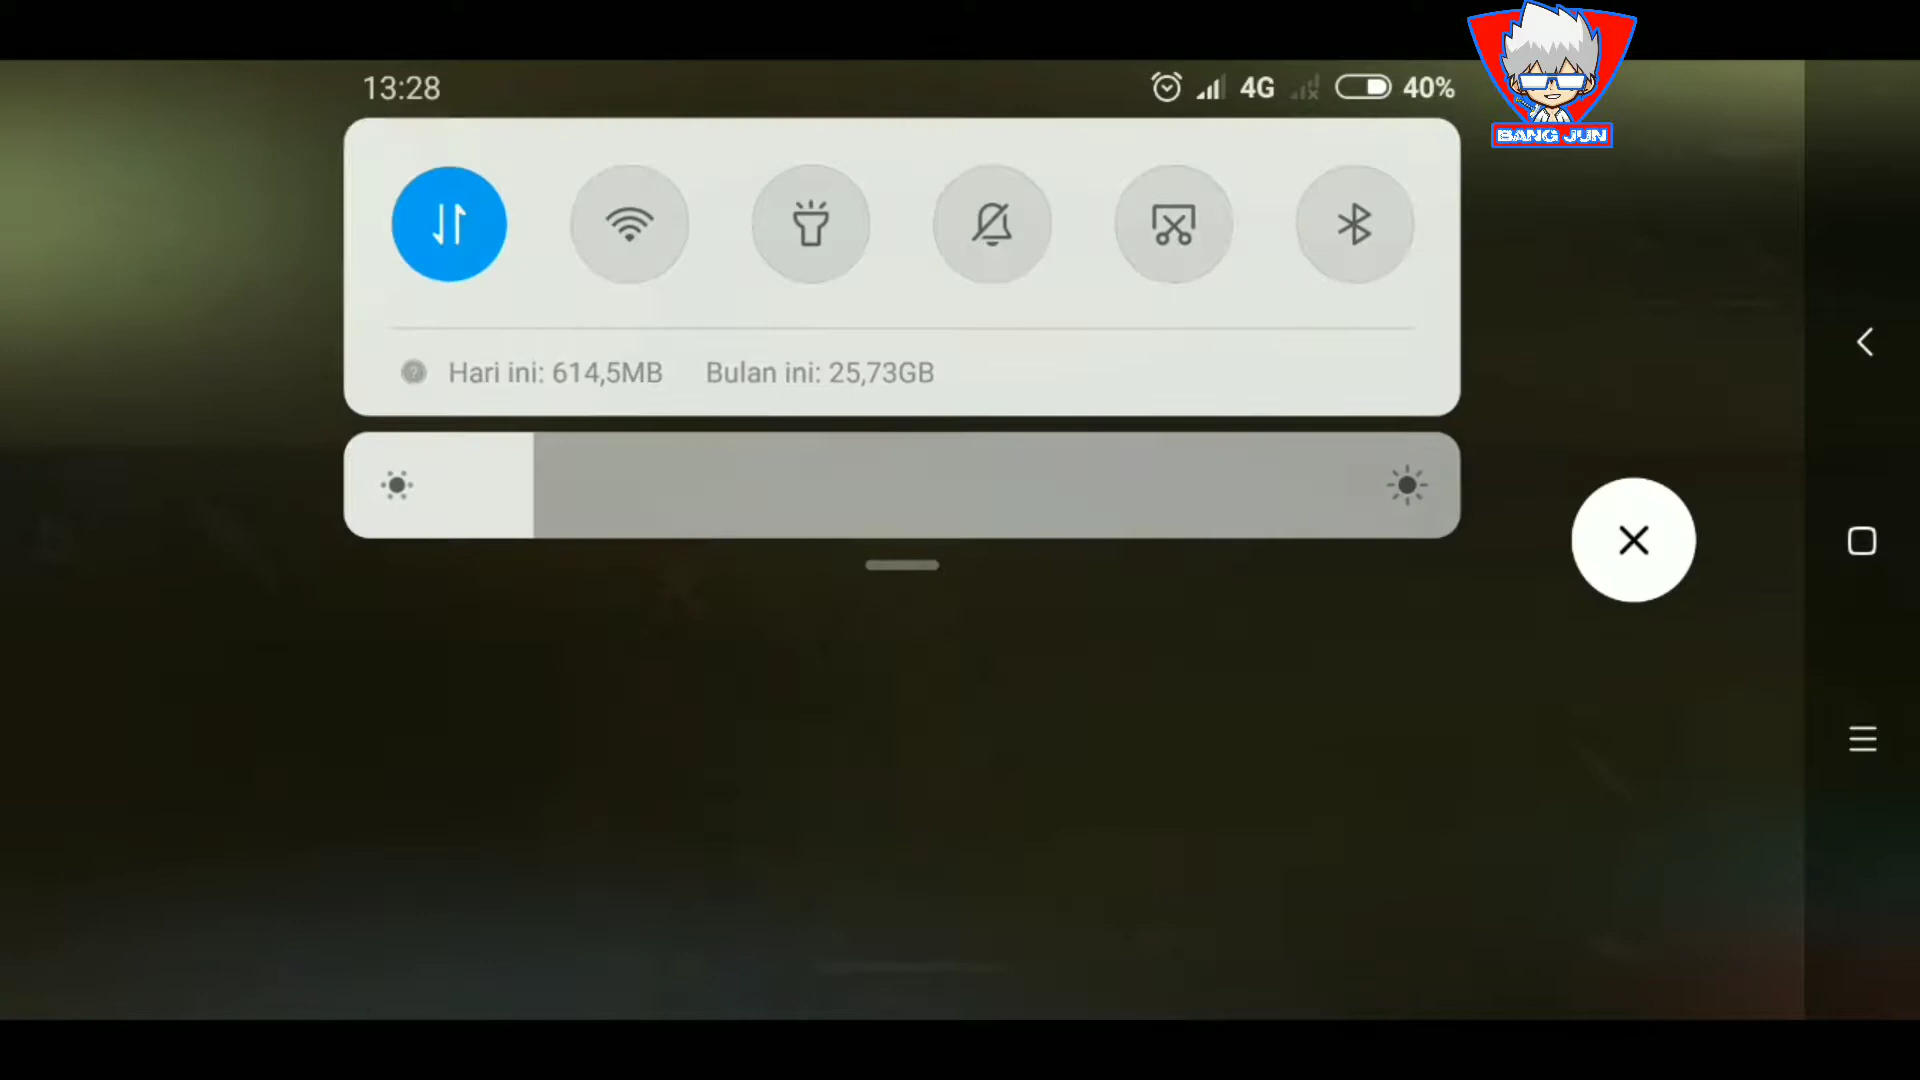 13:28
4G
40%
BANG JUN
Hari ini: 614,5MB
Bulan ini: 25,73GB